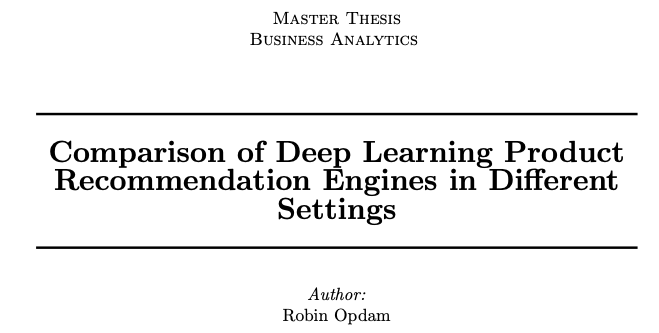 Master Thesis
Business Analytics
Comparison of Deep Learning Product
Recommendation Engines in Different
Settings
Author:
Robin Opdam